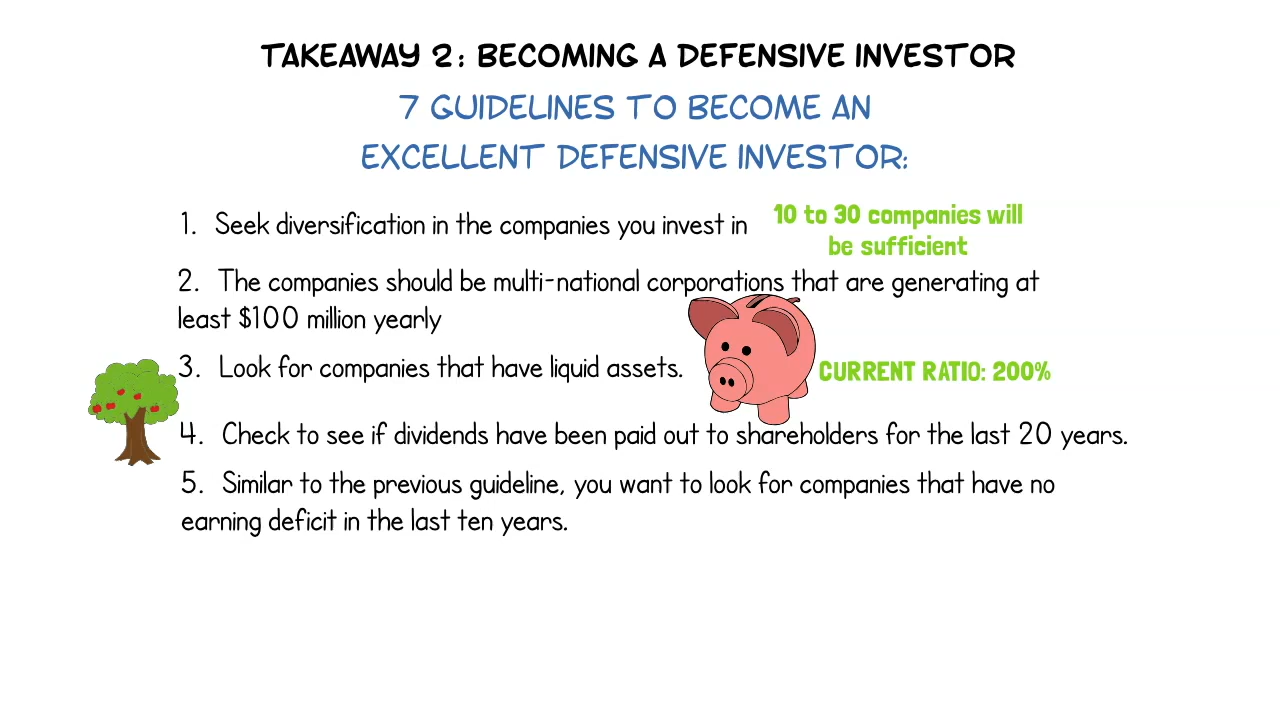 TAKEAWAY 2: BECOMING A DEFENSIVE INVESTOR
7 GUIDELINES TO BECOME AN
EXCELLENT DEFENSIVE INVESTOR:
1. Seek diversification in the companies you invest in
10 to 30 companies will
be sufficient
2. The companies should be multi-national corporations that are generating at
least $100 million yearly
3. Look for companies that have liquid assets.
CURRENT RATIO: 200%
4. Check to see if dividends have been paid out to shareholders for the last 20 years.
5. Similar to the previous guideline, you want to look for companies that have no
earning deficit in the last ten years.